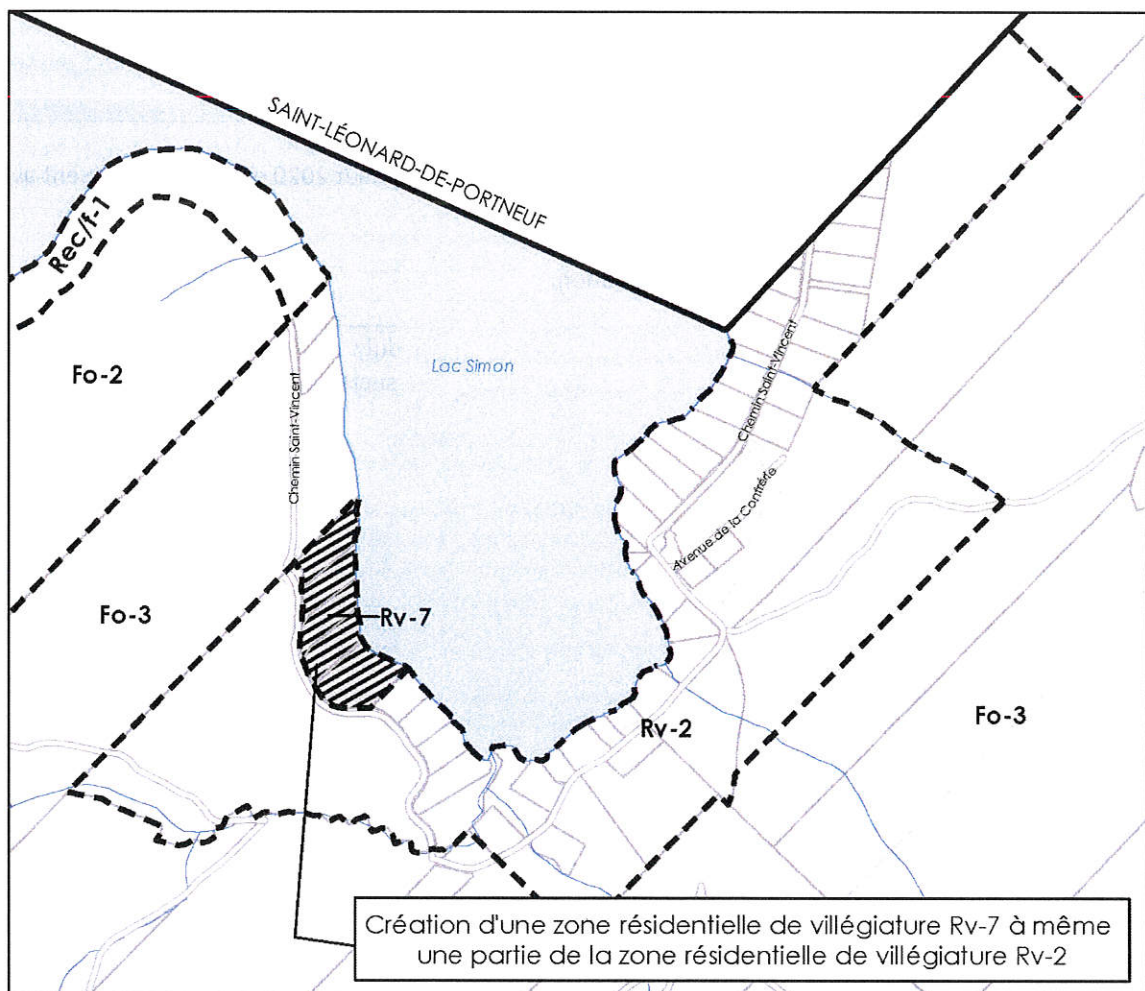 SAINT-LÉONARD-DE-PORTNEUF
Rec/f-1
Fo-2
Lac Simon
Chemin Saint-Vincent
Chemin Saint-Vincent
Avenue de la Confrérie
Fo-3
Rv-7
Rv-2
Fo-3
Création d'une zone résidentielle de villégiature Rv-7 à même
une partie de la zone résidentielle de villégiature Rv-2